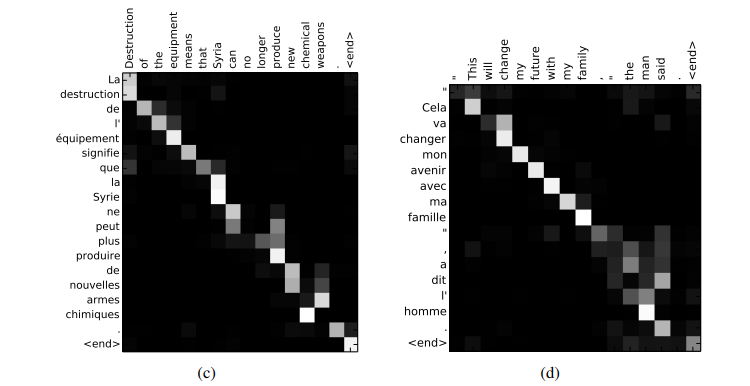 Destruction
of
the
equipment
means
that
Syria
can
no
longer
produce
new
chemical
weapons
.
<end>
La
destruction
de
l'
équipement
signifie
que
la
Syrie
ne
peut
plus
produire
de
nouvelles
armes
chimiques
.
<end>
(c)
"
This
will
change
my
future
with
my
family
,
"
the
man
said
.
<end>
"
Cela
va
changer
mon
avenir
avec
ma
famille
"
,
a
dit
l'
homme
.
<end>
(d)